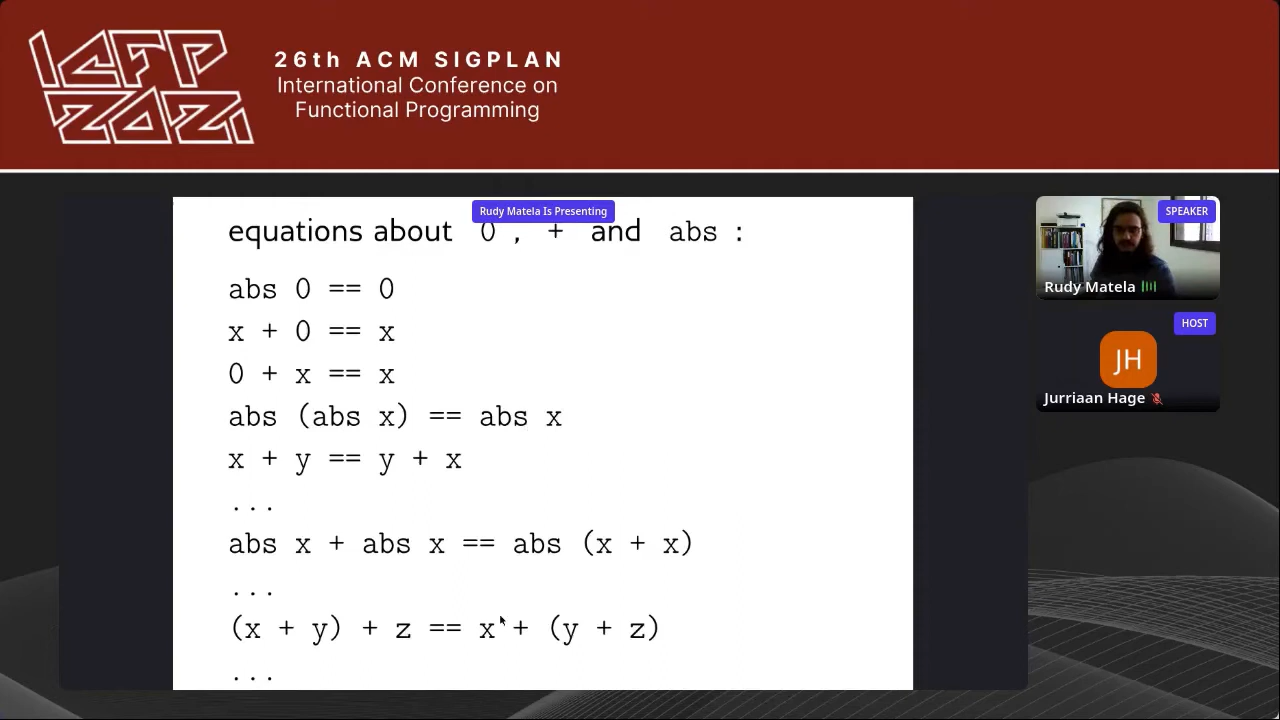 ICFP
2021
26th ACM SIGPLAN
International Conference on
Functional Programming
Rudy Matela Is Presenting
equations about 0 , + and abs :
abs 0 == 0
x + 0 == x
0 + x == x
abs (abs x) == abs x
x + y == y + x
...
abs x + abs x == abs (x + x)
...
(x + y) + z == x + (y + z)
...
SPEAKER
Rudy Matela
HOST
JH
Jurriaan Hage